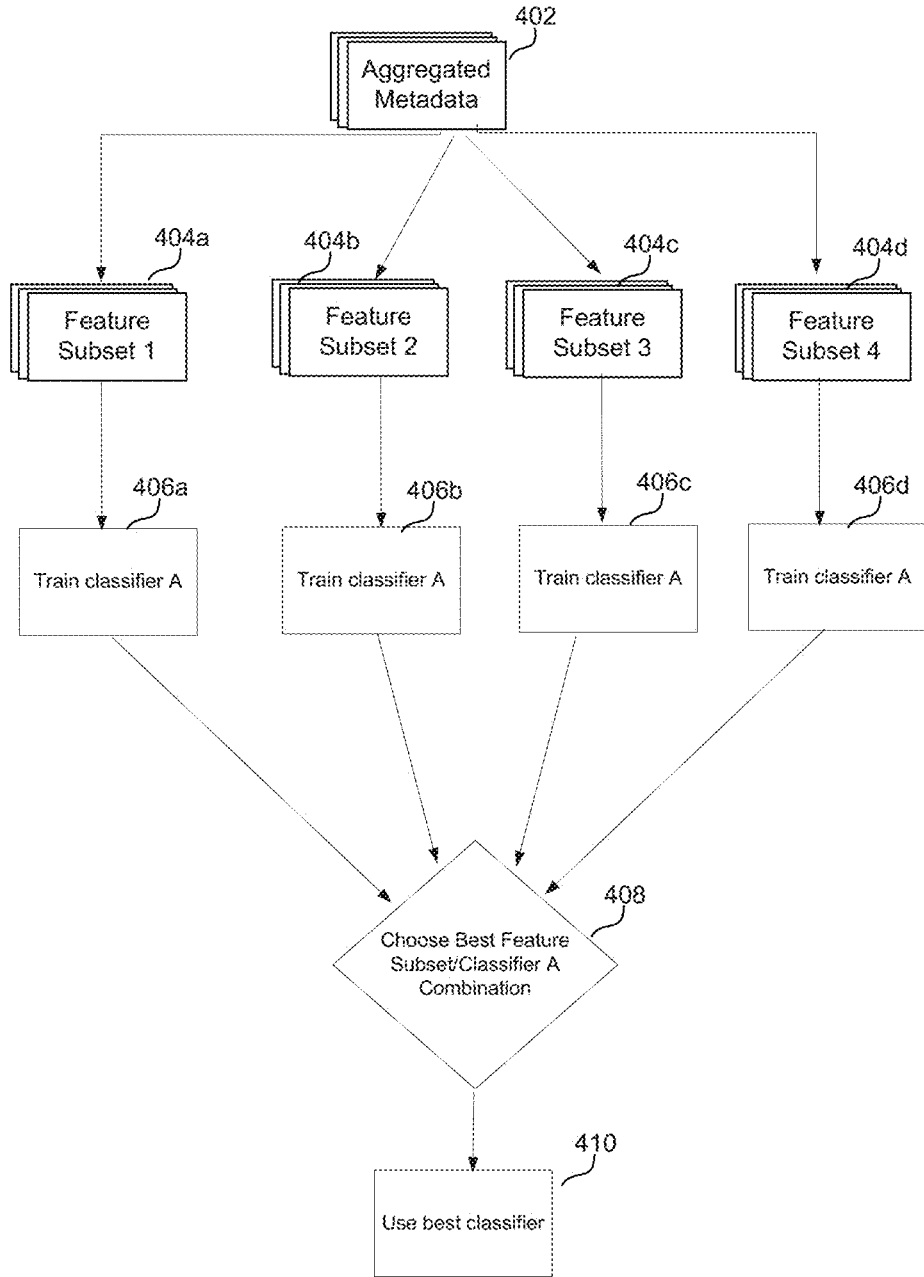 402
Aggregated
Metadata
404a
404b
404c
404d
Feature
Subset 1
Feature
Subset 2
Feature
Subset 3
Feature
Subset 4
406a
406b
406c
406d
Train classifier A
Train classifier A
Train classifier A
Train classifier A
408
Choose Best Feature
Subset/Classifier A
Combination
410
Use best classifier